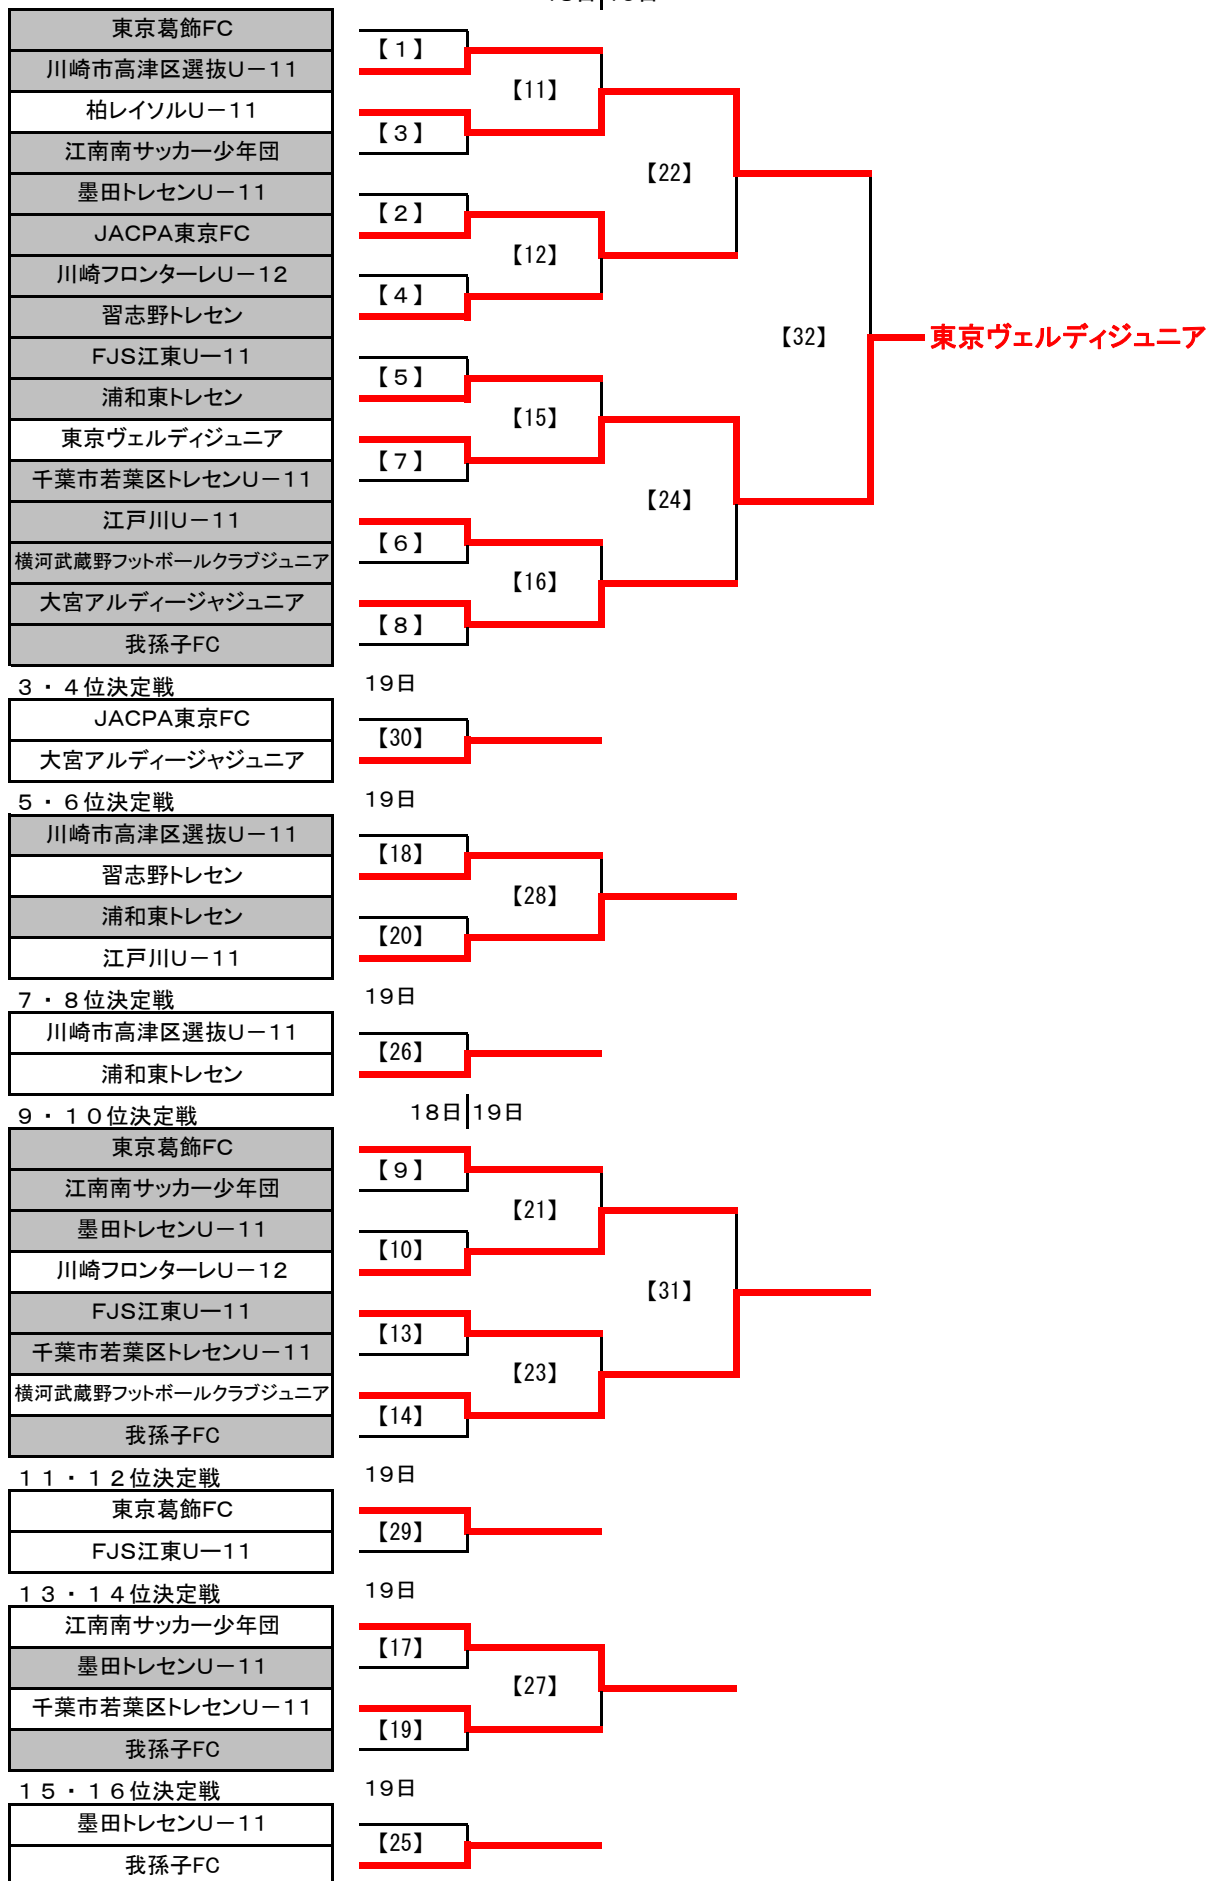 東京葛飾FC
【１】
川崎市高津区選抜U－11
【11】
柏レイソルU－11
【３】
江南南サッカー少年団
【22】
墨田トレセンU－11
【２】
JACPA東京FC
【12】
川崎フロンターレU－12
【４】
習志野トレセン
【32】
東京ヴェルディジュニア
FJS江東U－11
【５】
浦和東トレセン
【15】
東京ヴェルディジュニア
【７】
千葉市若葉区トレセンU－11
【24】
江戸川U－11
【６】
横河武蔵野フットボールクラブジュニア
【16】
大宮アルディージャジュニア
【８】
我孫子FC
３・４位決定戦
19日
JACPA東京FC
【30】
大宮アルディージャジュニア
５・６位決定戦
19日
川崎市高津区選抜U－11
【18】
習志野トレセン
【28】
浦和東トレセン
【20】
江戸川U－11
７・８位決定戦
19日
川崎市高津区選抜U－11
【26】
浦和東トレセン
９・１０位決定戦
18日 19日
東京葛飾FC
【９】
江南南サッカー少年団
【21】
墨田トレセンU－11
【10】
川崎フロンターレU－12
【31】
FJS江東U―11
【13】
千葉市若葉区トレセンU－11
【23】
横河武蔵野フットボールクラブジュニア
【14】
我孫子FC
１１・１２位決定戦
19日
東京葛飾FC
【29】
FJS江東U―11
１３・１４位決定戦
19日
江南南サッカー少年団
【17】
墨田トレセンU－11
【27】
千葉市若葉区トレセンU－11
【19】
我孫子FC
１５・１６位決定戦
19日
墨田トレセンU－11
【25】
我孫子FC